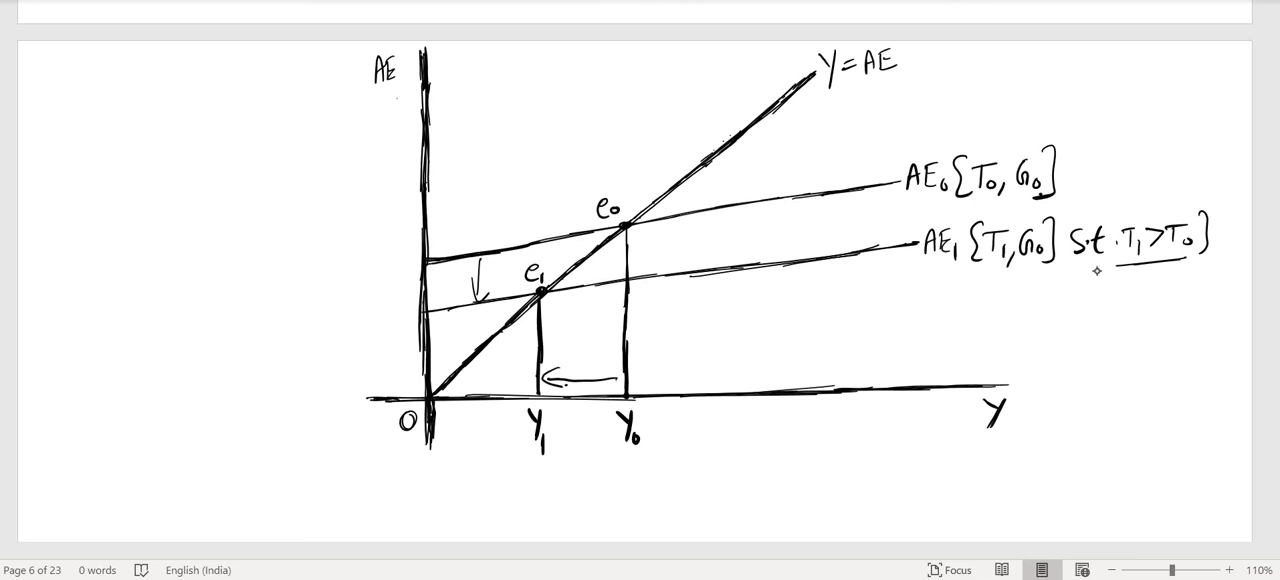 AE
Y=AE
AE₀{T₀, G₀]
e₀
AE₁{T₁, G₀] S.t. T₁>T₀}
e₁
O
Y₁
Y₀
Y
Page 6 of 23 0 words English (India) Focus 110%